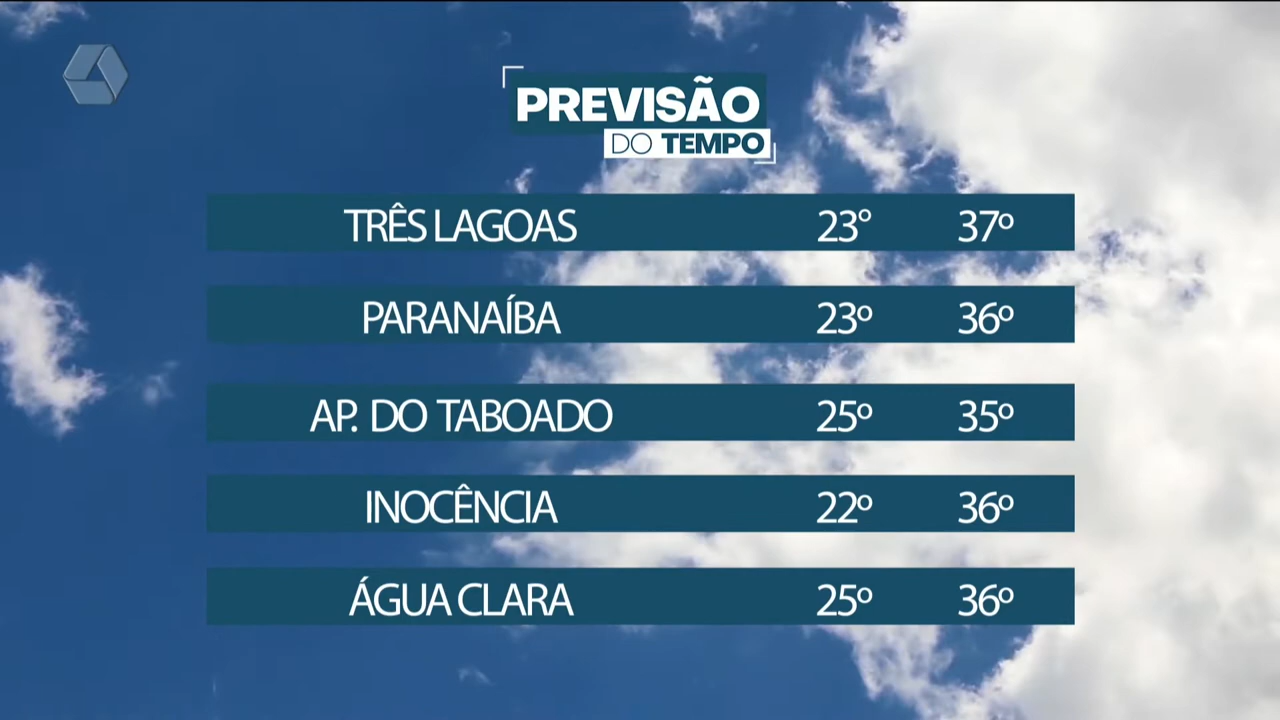 PREVISÃO
DO TEMPO
TRÊS LAGOAS 23° 37º
PARANAÍBA 23º 36º
AP. DO TABOADO 25º 35º
INOCÊNCIA 22º 36º
ÁGUA CLARA 25º 36º